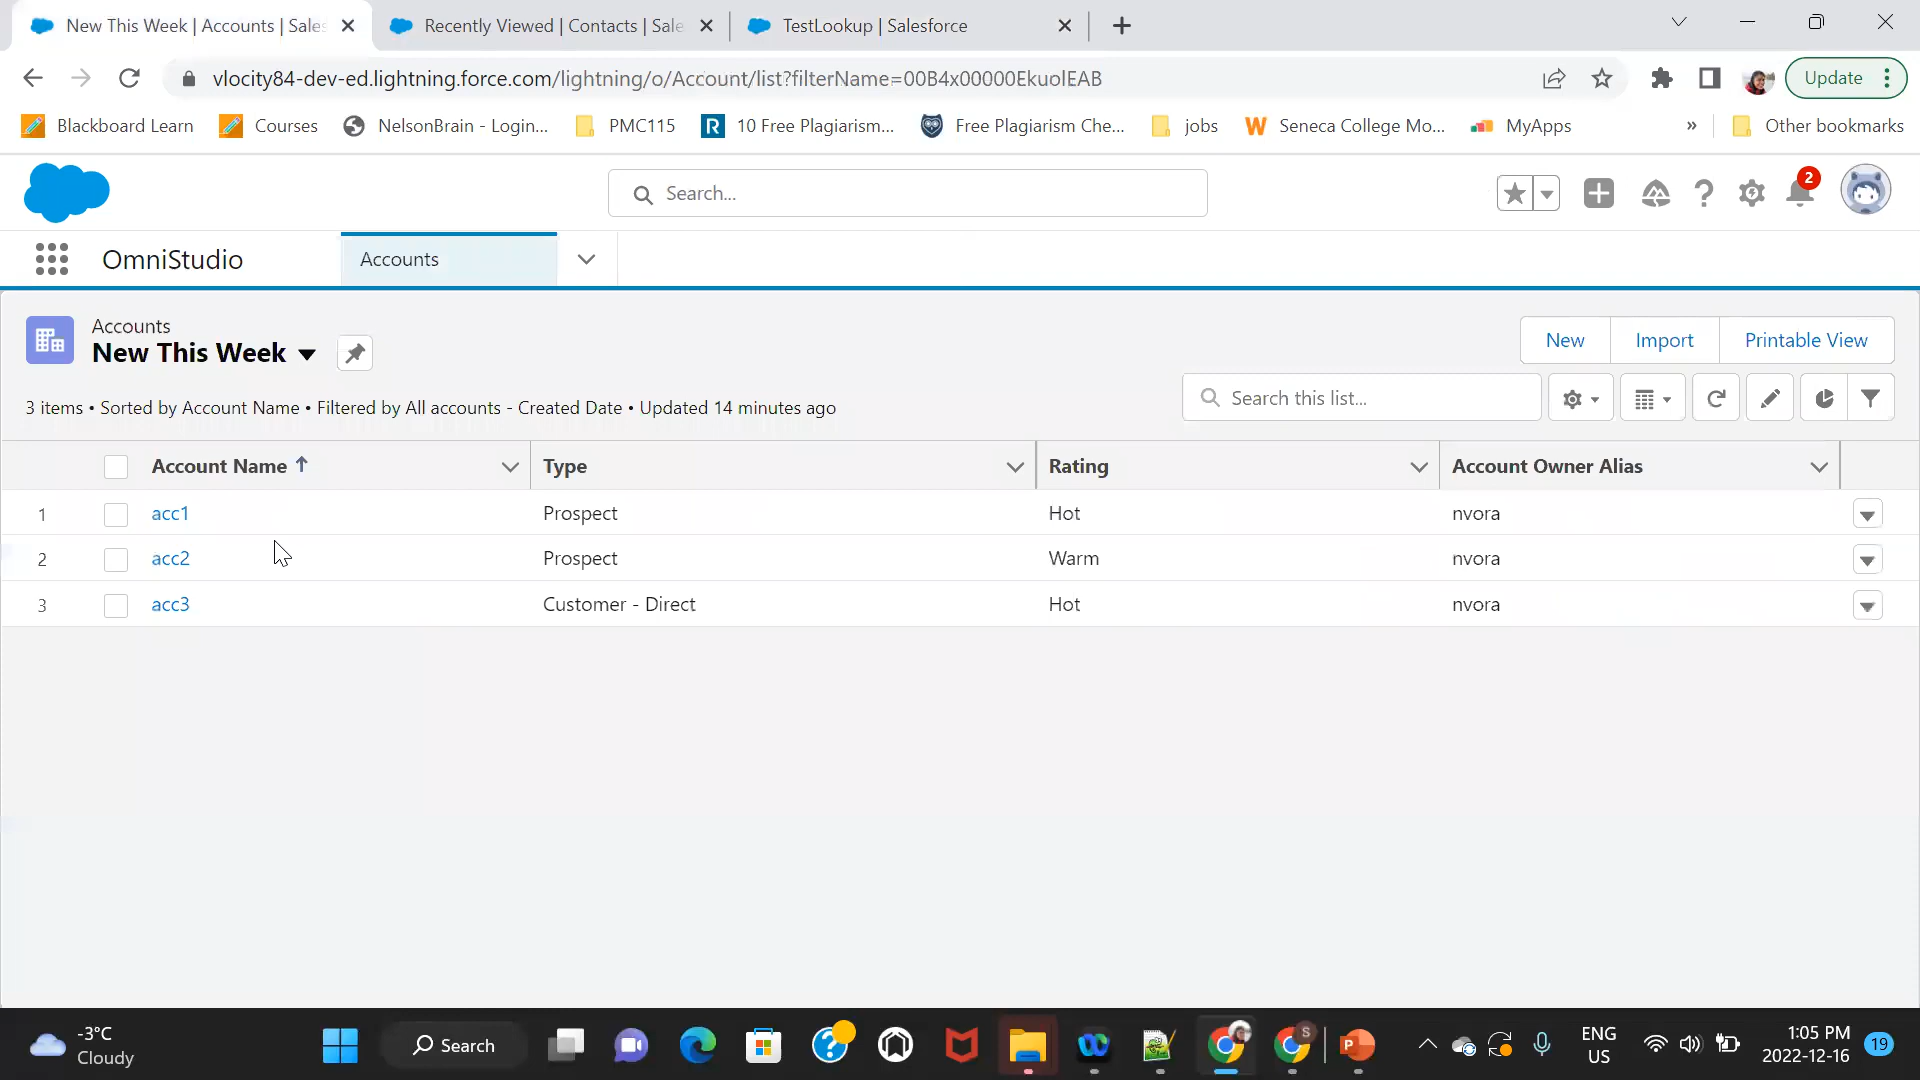 New This Week | Accounts | Sales
Recently Viewed | Contacts | Sale
TestLookup | Salesforce
vlocity84-dev-ed.lightning.force.com/lightning/o/Account/list?filterName=00B4x00000EkuolEAB
Update
Blackboard Learn
Courses
NelsonBrain - Login...
PMC115
R
10 Free Plagiarism...
Free Plagiarism Che...
jobs
W
Seneca College Mo...
MyApps
»
Other bookmarks
Search...
2
OmniStudio
Accounts
Accounts
New This Week
New
Import
Printable View
3 items • Sorted by Account Name • Filtered by All accounts - Created Date • Updated 14 minutes ago
Search this list...
Account Name
Type
Rating
Account Owner Alias
1 acc1 Prospect Hot nvora
2 acc2 Prospect Warm nvora
3 acc3 Customer - Direct Hot nvora
-3°C
Cloudy
Search
S
P
ENG
US
1:05 PM
2022-12-16
19